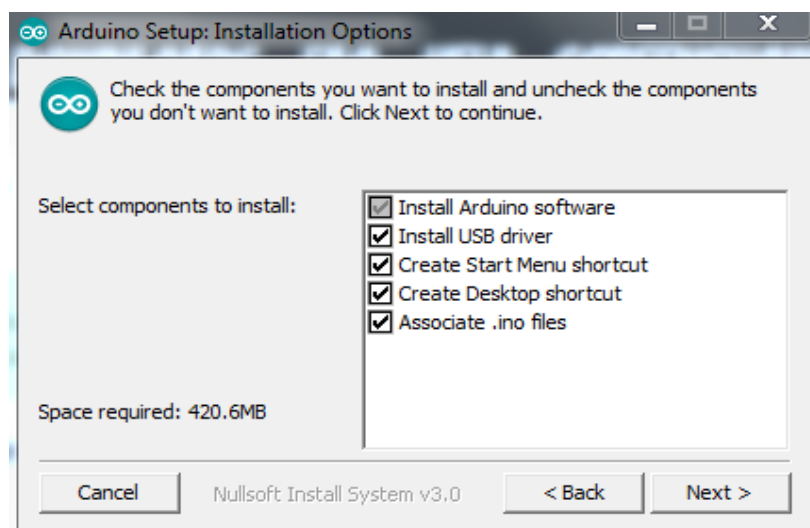 Arduino Setup: Installation Options
Check the components you want to install and uncheck the components
you don't want to install. Click Next to continue.
Select components to install:
Install Arduino software
Install USB driver
Create Start Menu shortcut
Create Desktop shortcut
Associate .ino files
Space required: 420.6MB
Cancel
Nullsoft Install System v3.0
< Back
Next >